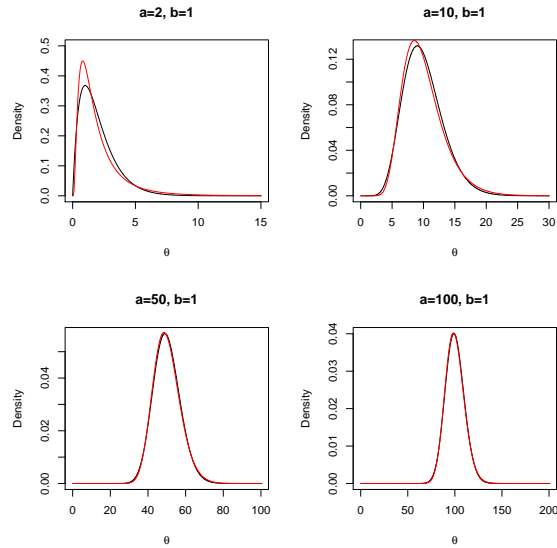 a=2, b=1
Density
0.0 0.1 0.2 0.3 0.4 0.5
0 5 10 15
θ
a=10, b=1
Density
0.00 0.04 0.08 0.12
0 5 10 15 20 25 30
θ
a=50, b=1
Density
0.00 0.02 0.04
0 20 40 60 80 100
θ
a=100, b=1
Density
0.00 0.01 0.02 0.03 0.04
0 50 100 150 200
θ